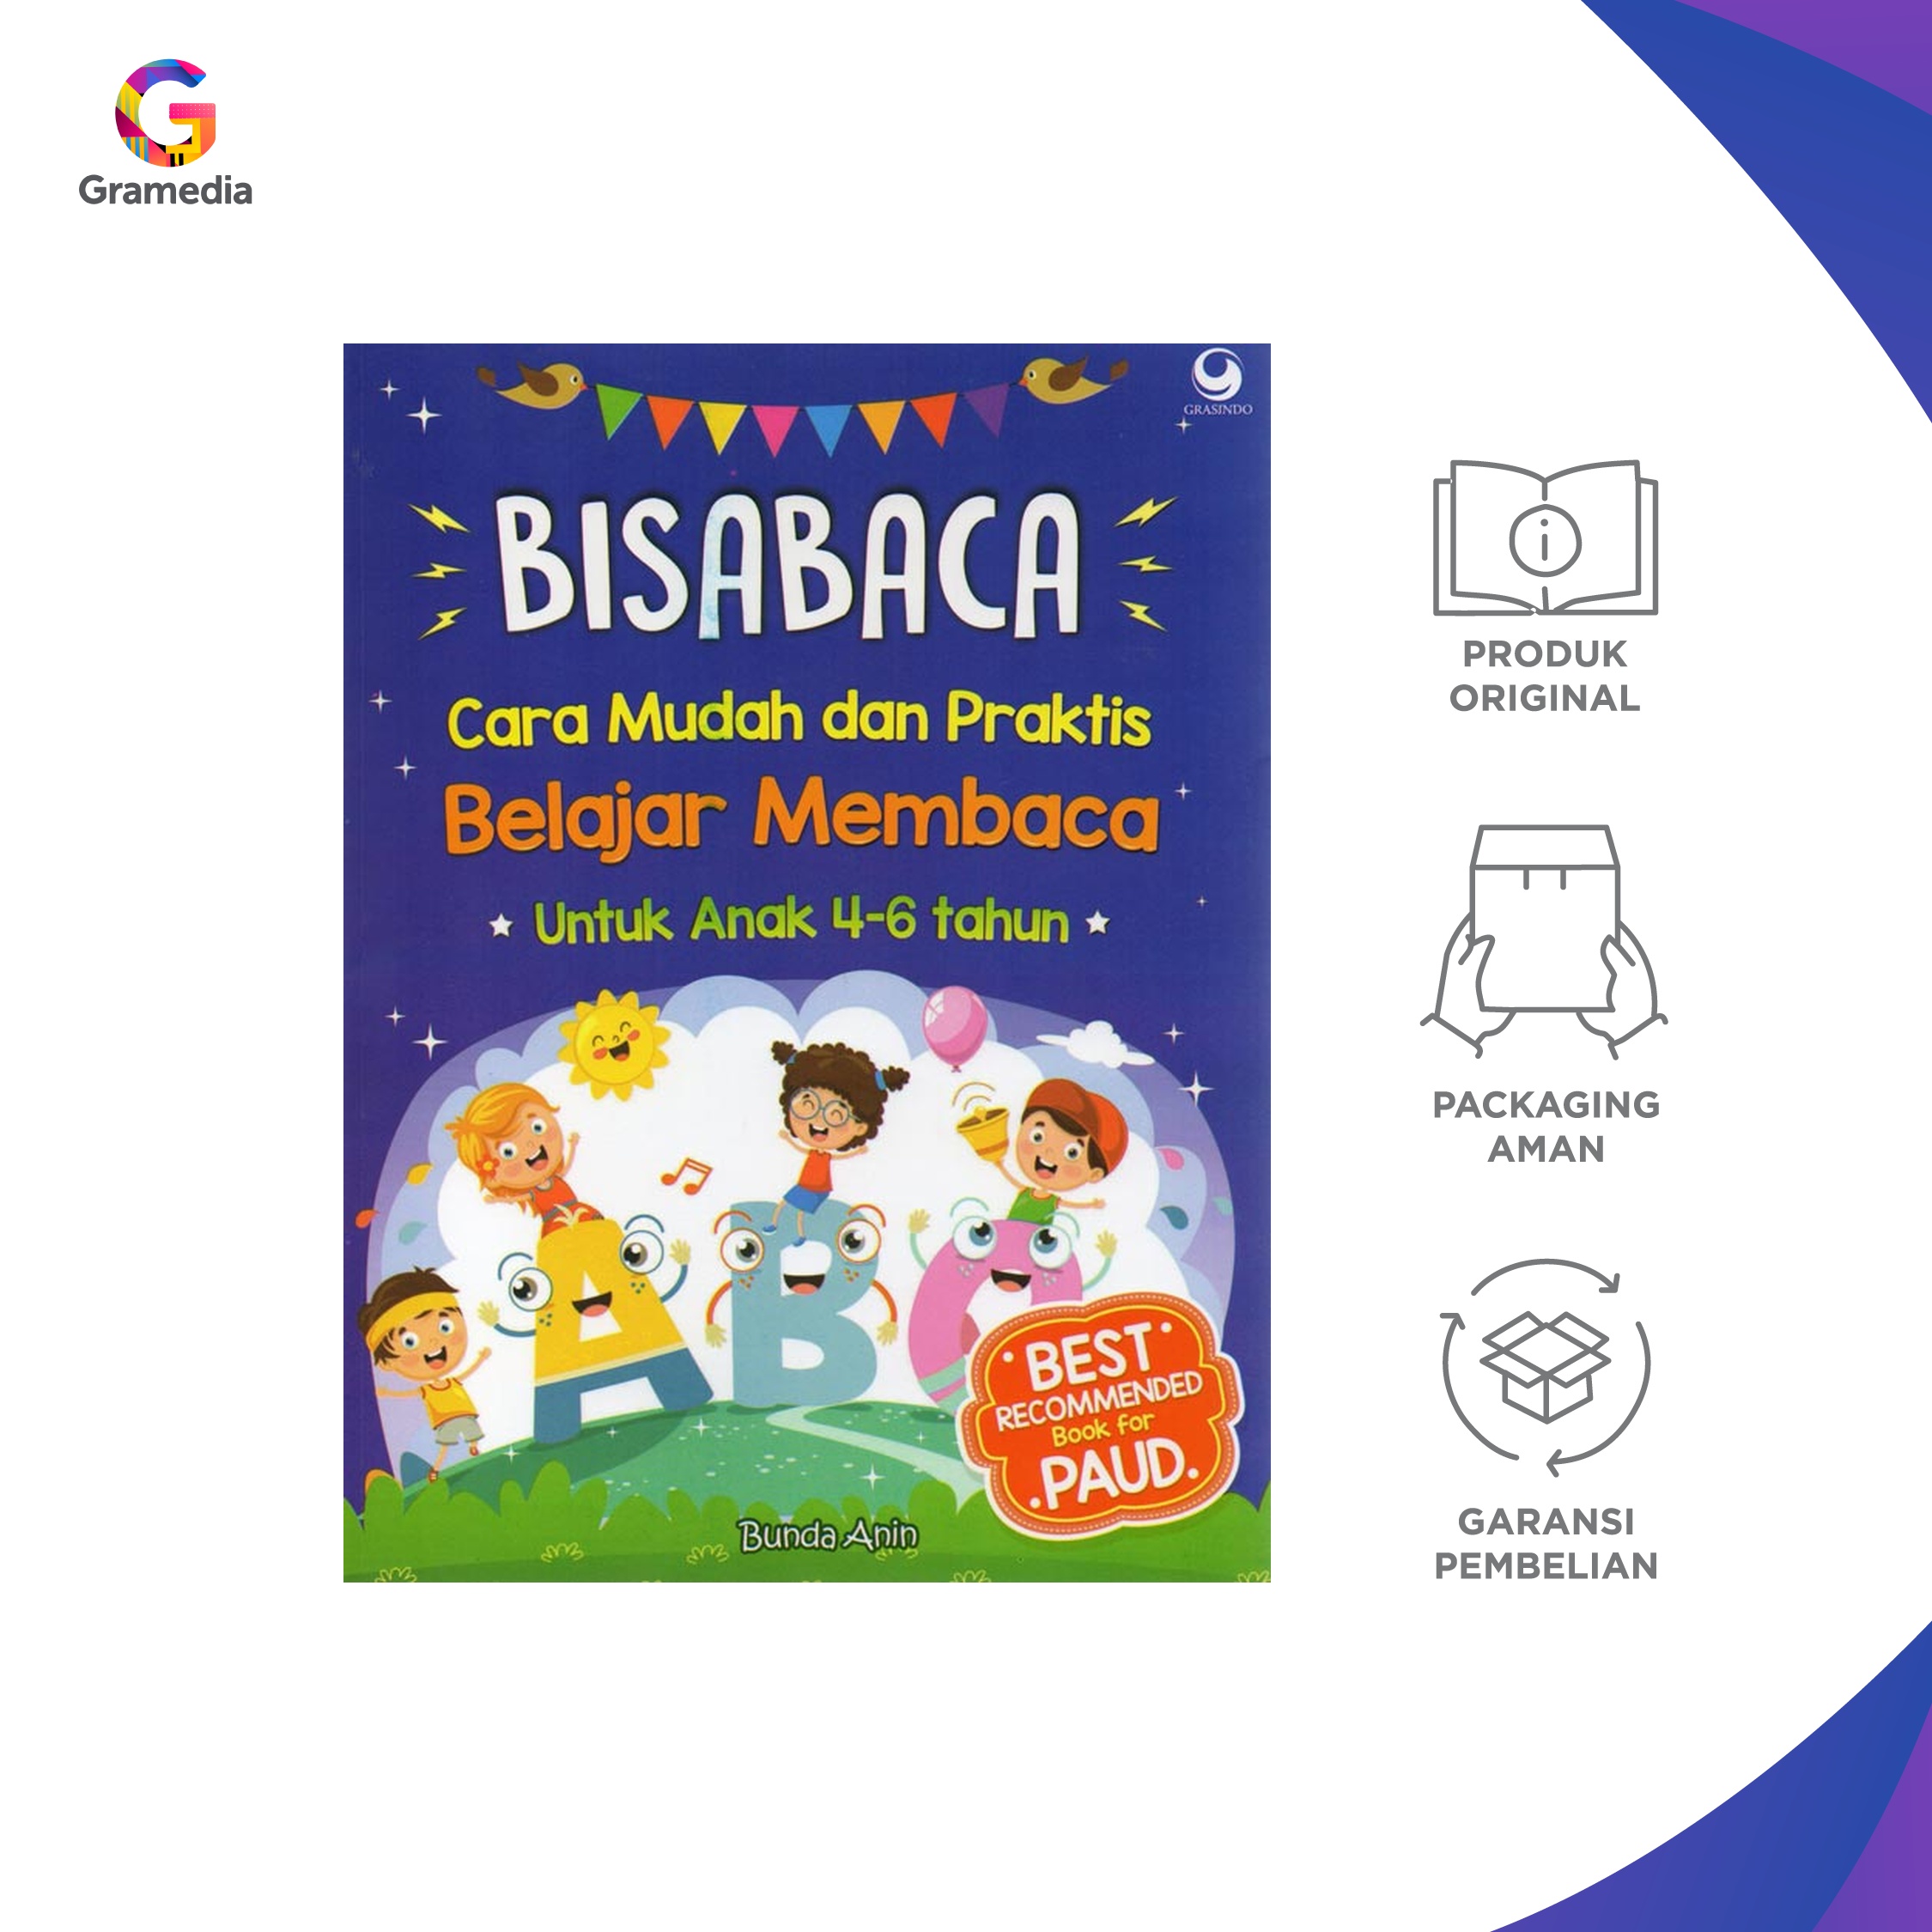 Gramedia
GRASINDO
BISABACA
Cara Mudah dan Praktis
Belajar Membaca
Untuk Anak 4-6 tahun
A B C
BEST
RECOMMENDED
Book for
PAUD
Bunda Anin
PRODUK
ORIGINAL
PACKAGING
AMAN
GARANSI
PEMBELIAN